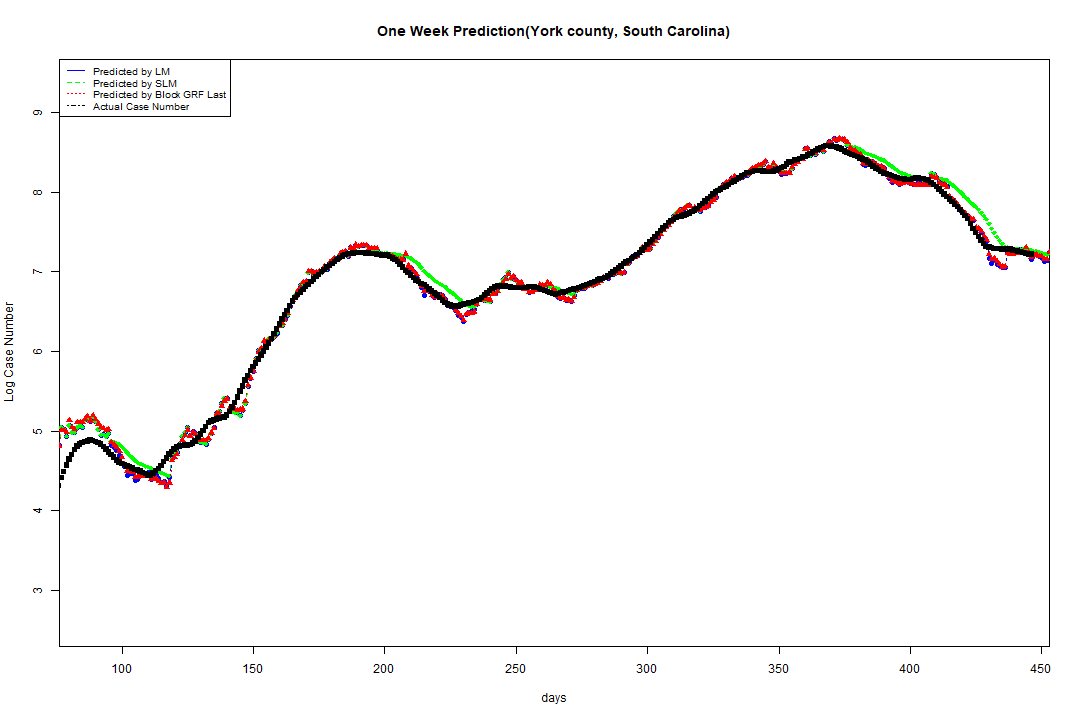 One Week Prediction(York county, South Carolina)
Predicted by LM
Predicted by SLM
Predicted by Block GRF Last
Actual Case Number
9
8
7
6
5
4
3
Log Case Number
100 150 200 250 300 350 400 450
days